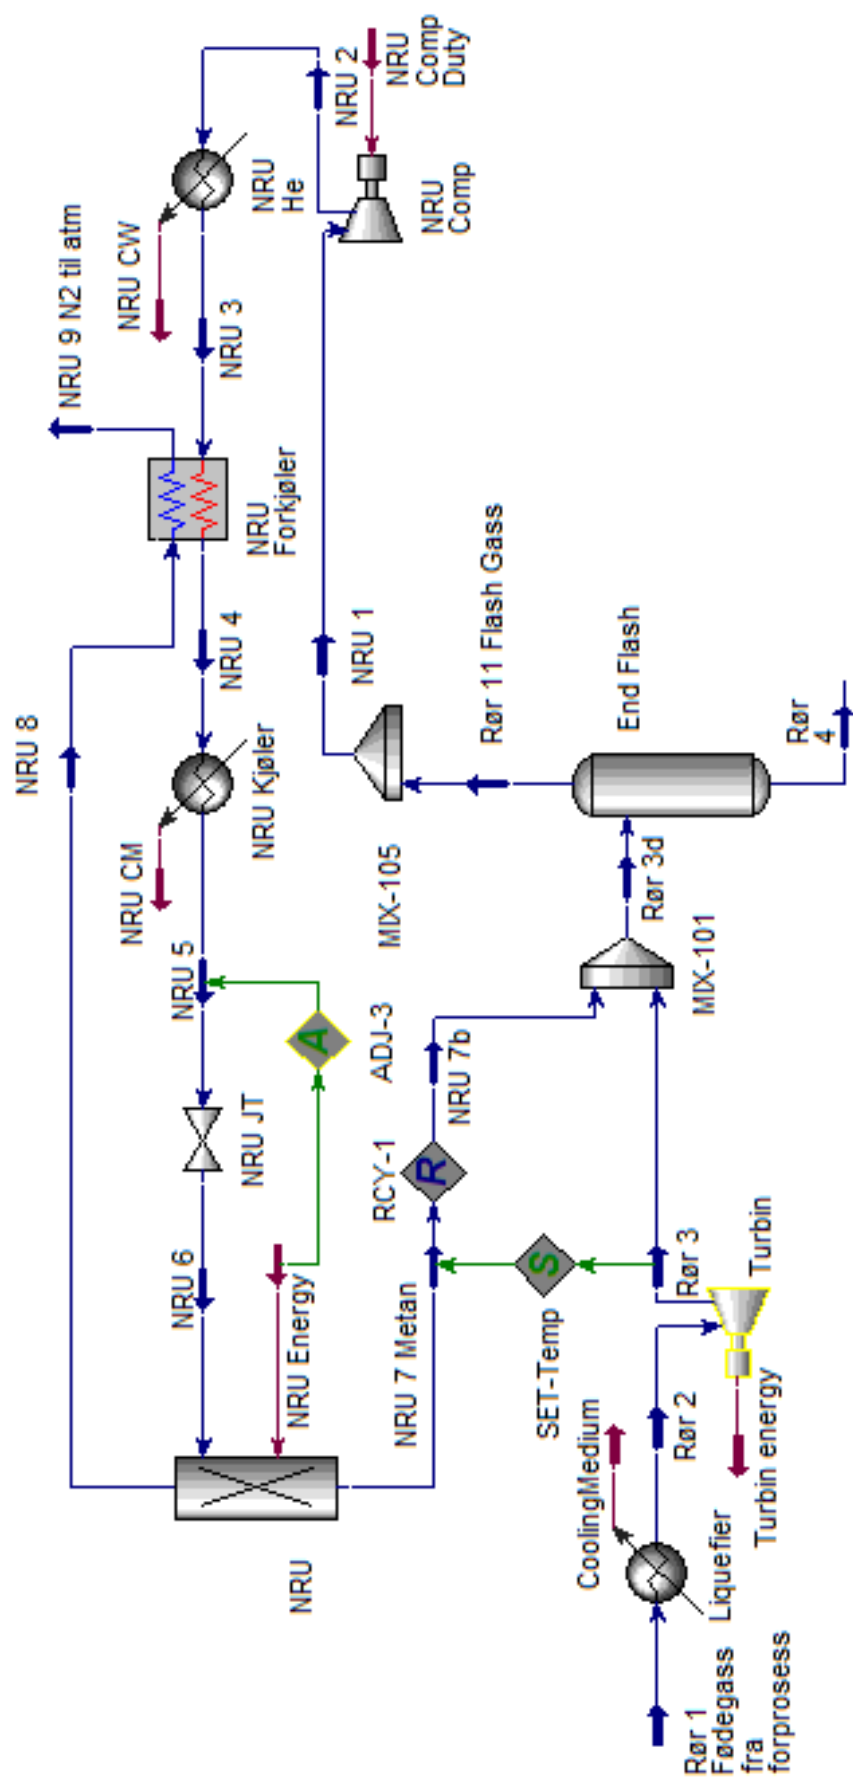 NRU 8
NRU 9 N2 til atm
NRU CM
NRU CW
NRU 6
NRU 5
NRU 4
NRU 3
NRU 2
NRU JT
NRU Kjøler
NRU
Forkjøler
NRU
He
NRU
NRU Energy
A
ADJ-3
NRU
Comp
Duty
NRU
Comp
NRU 1
MIX-105
NRU 7 Metan
RCY-1
R
NRU 7b
Rør 11 Flash Gass
SET-Temp
S
MIX-101
Rør 3d
End Flash
Rør
4
CoolingMedium
Rør 3
Rør 2
Turbin
Turbin energy
Liquefier
Rør 1
Fødegass
fra
forprosess